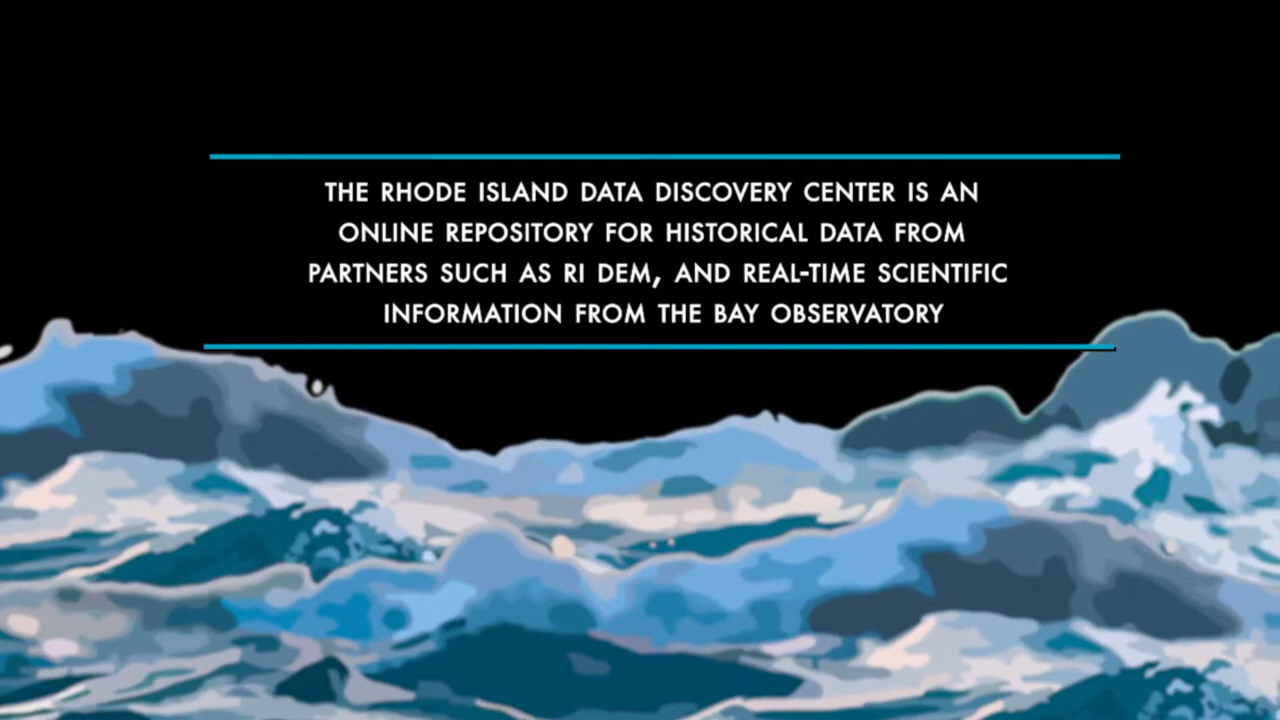 THE RHODE ISLAND DATA DISCOVERY CENTER IS AN
ONLINE REPOSITORY FOR HISTORICAL DATA FROM
PARTNERS SUCH AS RI DEM, AND REAL-TIME SCIENTIFIC
INFORMATION FROM THE BAY OBSERVATORY